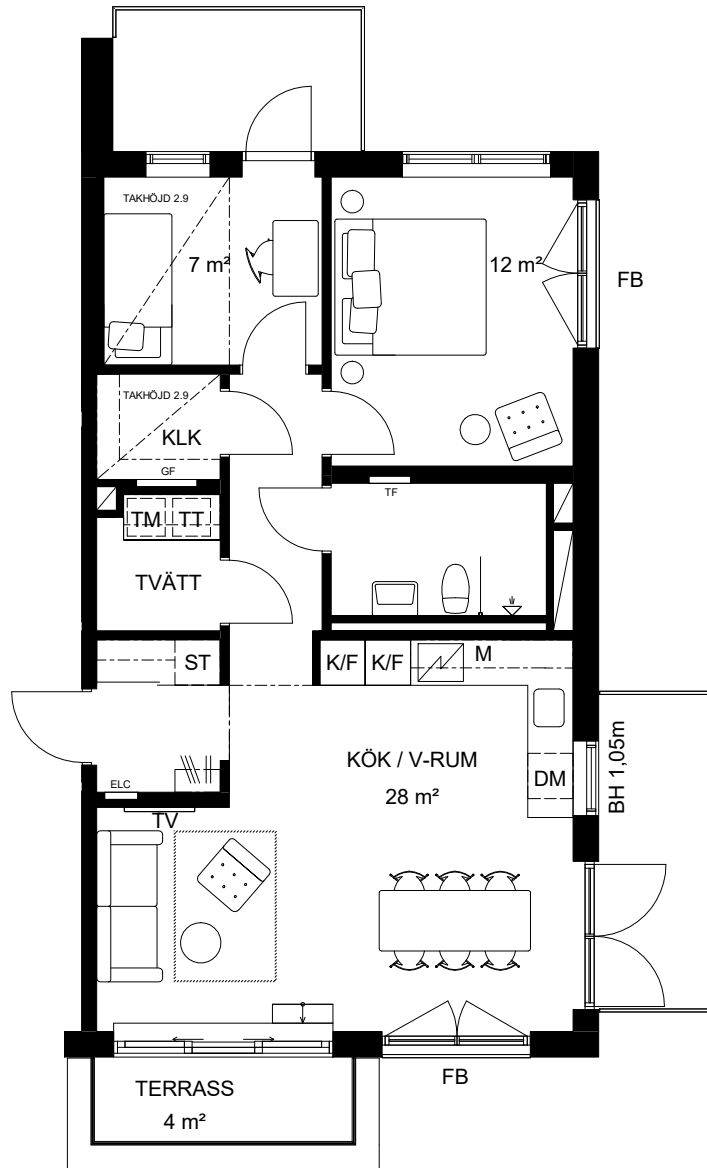 TAKHÖJD 2.9
7 m²
12 m²
FB
TAKHÖJD 2.9
KLK
GF
TF
TM
TT
TVÄTT
ST
K/F
K/F
M
KÖK / V-RUM
28 m²
DM
BH 1,05m
ELC
TV
FB
TERRASS
4 m²